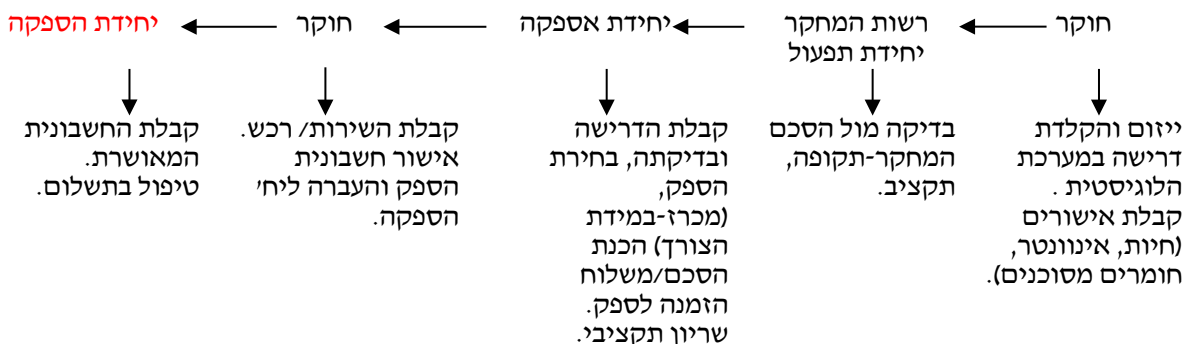 חוקר
רשות המחקר
יחידת תפעול
יחידת אספקה
חוקר
יחידת הספקה
ייזום והקלדת
דרישה במערכת
הלוגיסטית .
קבלת אישורים
(חיות, אינוונטר,
חומרים מסוכנים).
בדיקה מול הסכם
המחקר-תקופה,
תקציב.
קבלת הדרישה
ובדיקתה, בחירת
הספק,
(מכרז-במידת
הצורך) הכנת
הסכם/משלוח
הזמנה לספק.
שריון תקציבי.
קבלת השירות/ רכש.
אישור חשבונית
הספק והעברה ליח'
הספקה.
קבלת החשבונית
המאושרת.
טיפול בתשלום.